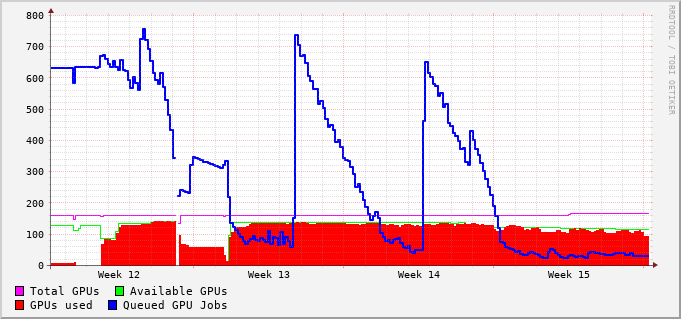 800
700
600
500
400
300
200
100
0
Week 12 Week 13 Week 14 Week 15
Total GPUs Available GPUs
GPUs used Queued GPU Jobs
RRDTOOL / TOBI OETIKER